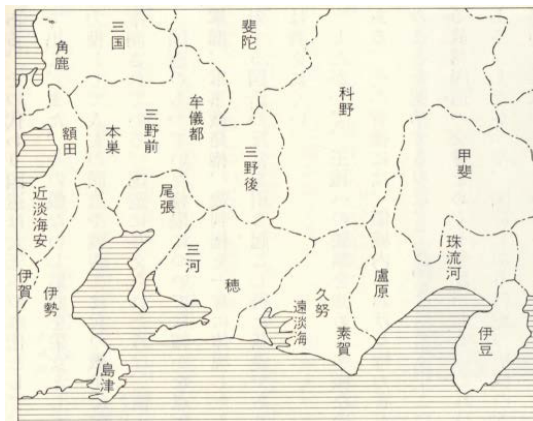 角鹿
三国
斐陀
科野
額田
本巣
三野前
牟儀都
三野後
甲斐
近淡海安
尾張
三河
穂
伊賀
伊勢
島津
遠淡海
久努
素賀
盧原
珠流河
伊豆